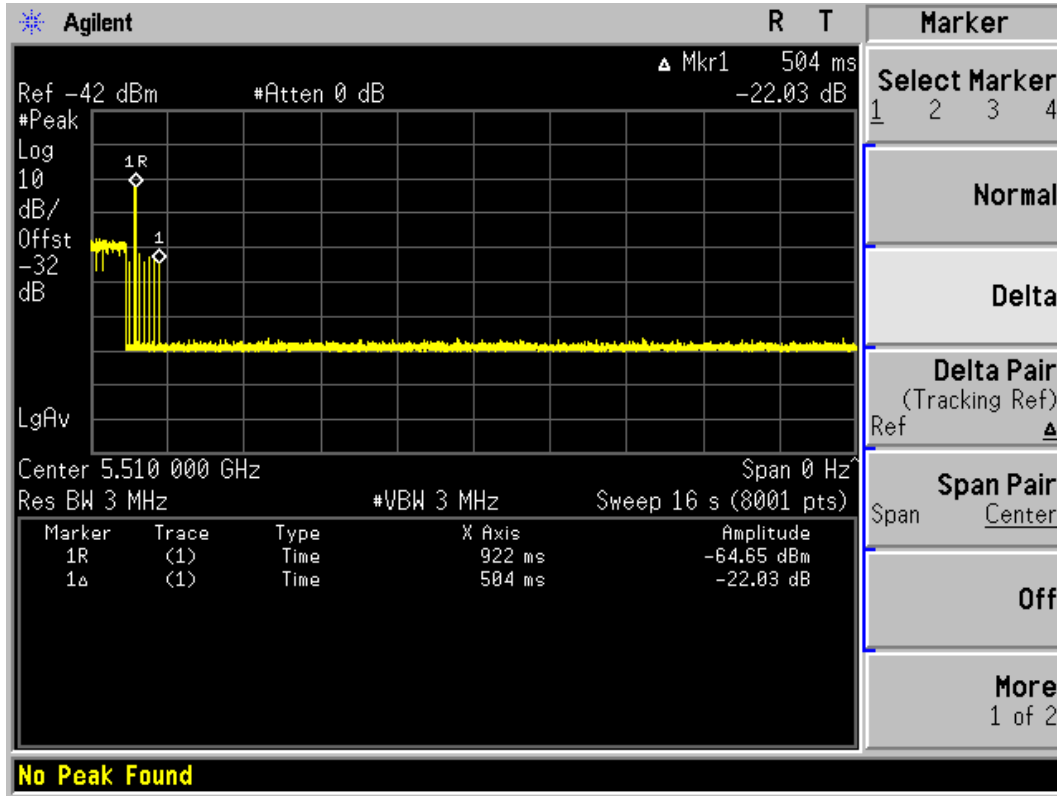 Agilent R T Marker
Δ Mkr1 504 ms
Ref -42 dBm #Atten 0 dB -22.03 dB
#Peak
Log
10
dB/
Offst
-32
dB
1R
1
LgAv
Center 5.510 000 GHz Span 0 Hz^
Res BW 3 MHz #VBW 3 MHz Sweep 16 s (8001 pts)
Marker Trace Type X Axis Amplitude
1R (1) Time 922 ms -64.65 dBm
1Δ (1) Time 504 ms -22.03 dB
No Peak Found
Select Marker
1 2 3 4
Normal
Delta
Delta Pair
(Tracking Ref)
Ref Δ
Span Pair
Span Center
Off
More
1 of 2